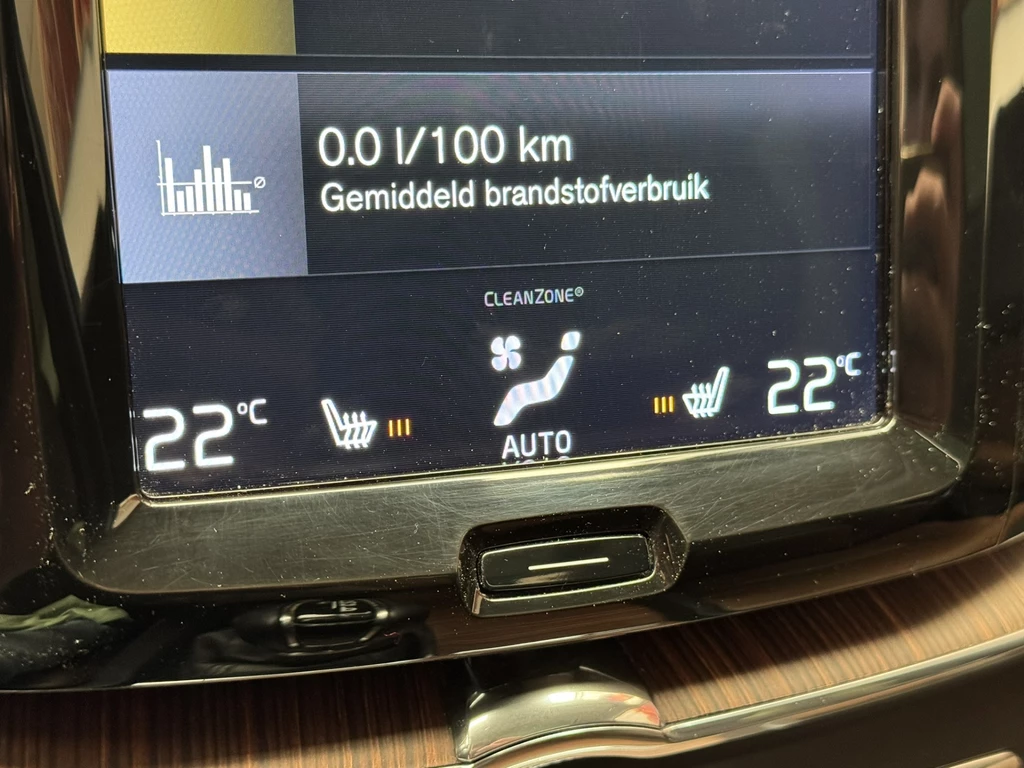 0.0 l/100 km
Gemiddeld brandstofverbruik
CLEANZONE®
22°C
22°C
AUTO